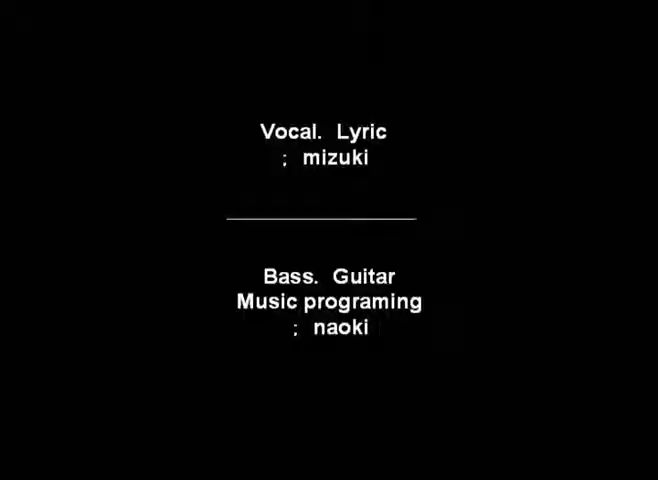 Vocal. Lyric
; mizuki
Bass. Guitar
Music programing
; naoki